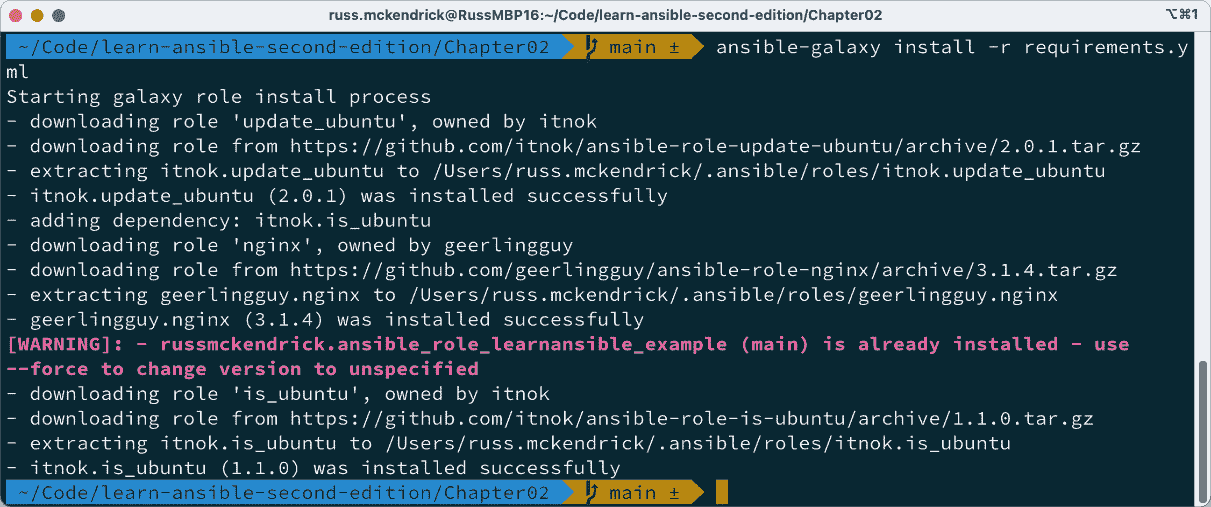 russ.mckendrick@RussMBP16:~/Code/learn-ansible-second-edition/Chapter02 ⌥⌘1
~/Code/learn-ansible-second-edition/Chapter02 main ± ansible-galaxy install -r requirements.y
ml
Starting galaxy role install process
- downloading role 'update_ubuntu', owned by itnok
- downloading role from https://github.com/itnok/ansible-role-update-ubuntu/archive/2.0.1.tar.gz
- extracting itnok.update_ubuntu to /Users/russ.mckendrick/.ansible/roles/itnok.update_ubuntu
- itnok.update_ubuntu (2.0.1) was installed successfully
- adding dependency: itnok.is_ubuntu
- downloading role 'nginx', owned by geerlingguy
- downloading role from https://github.com/geerlingguy/ansible-role-nginx/archive/3.1.4.tar.gz
- extracting geerlingguy.nginx to /Users/russ.mckendrick/.ansible/roles/geerlingguy.nginx
- geerlingguy.nginx (3.1.4) was installed successfully
[WARNING]: - russmckendrick.ansible_role_learnansible_example (main) is already installed - use
--force to change version to unspecified
- downloading role 'is_ubuntu', owned by itnok
- downloading role from https://github.com/itnok/ansible-role-is-ubuntu/archive/1.1.0.tar.gz
- extracting itnok.is_ubuntu to /Users/russ.mckendrick/.ansible/roles/itnok.is_ubuntu
- itnok.is_ubuntu (1.1.0) was installed successfully
~/Code/learn-ansible-second-edition/Chapter02 main ±